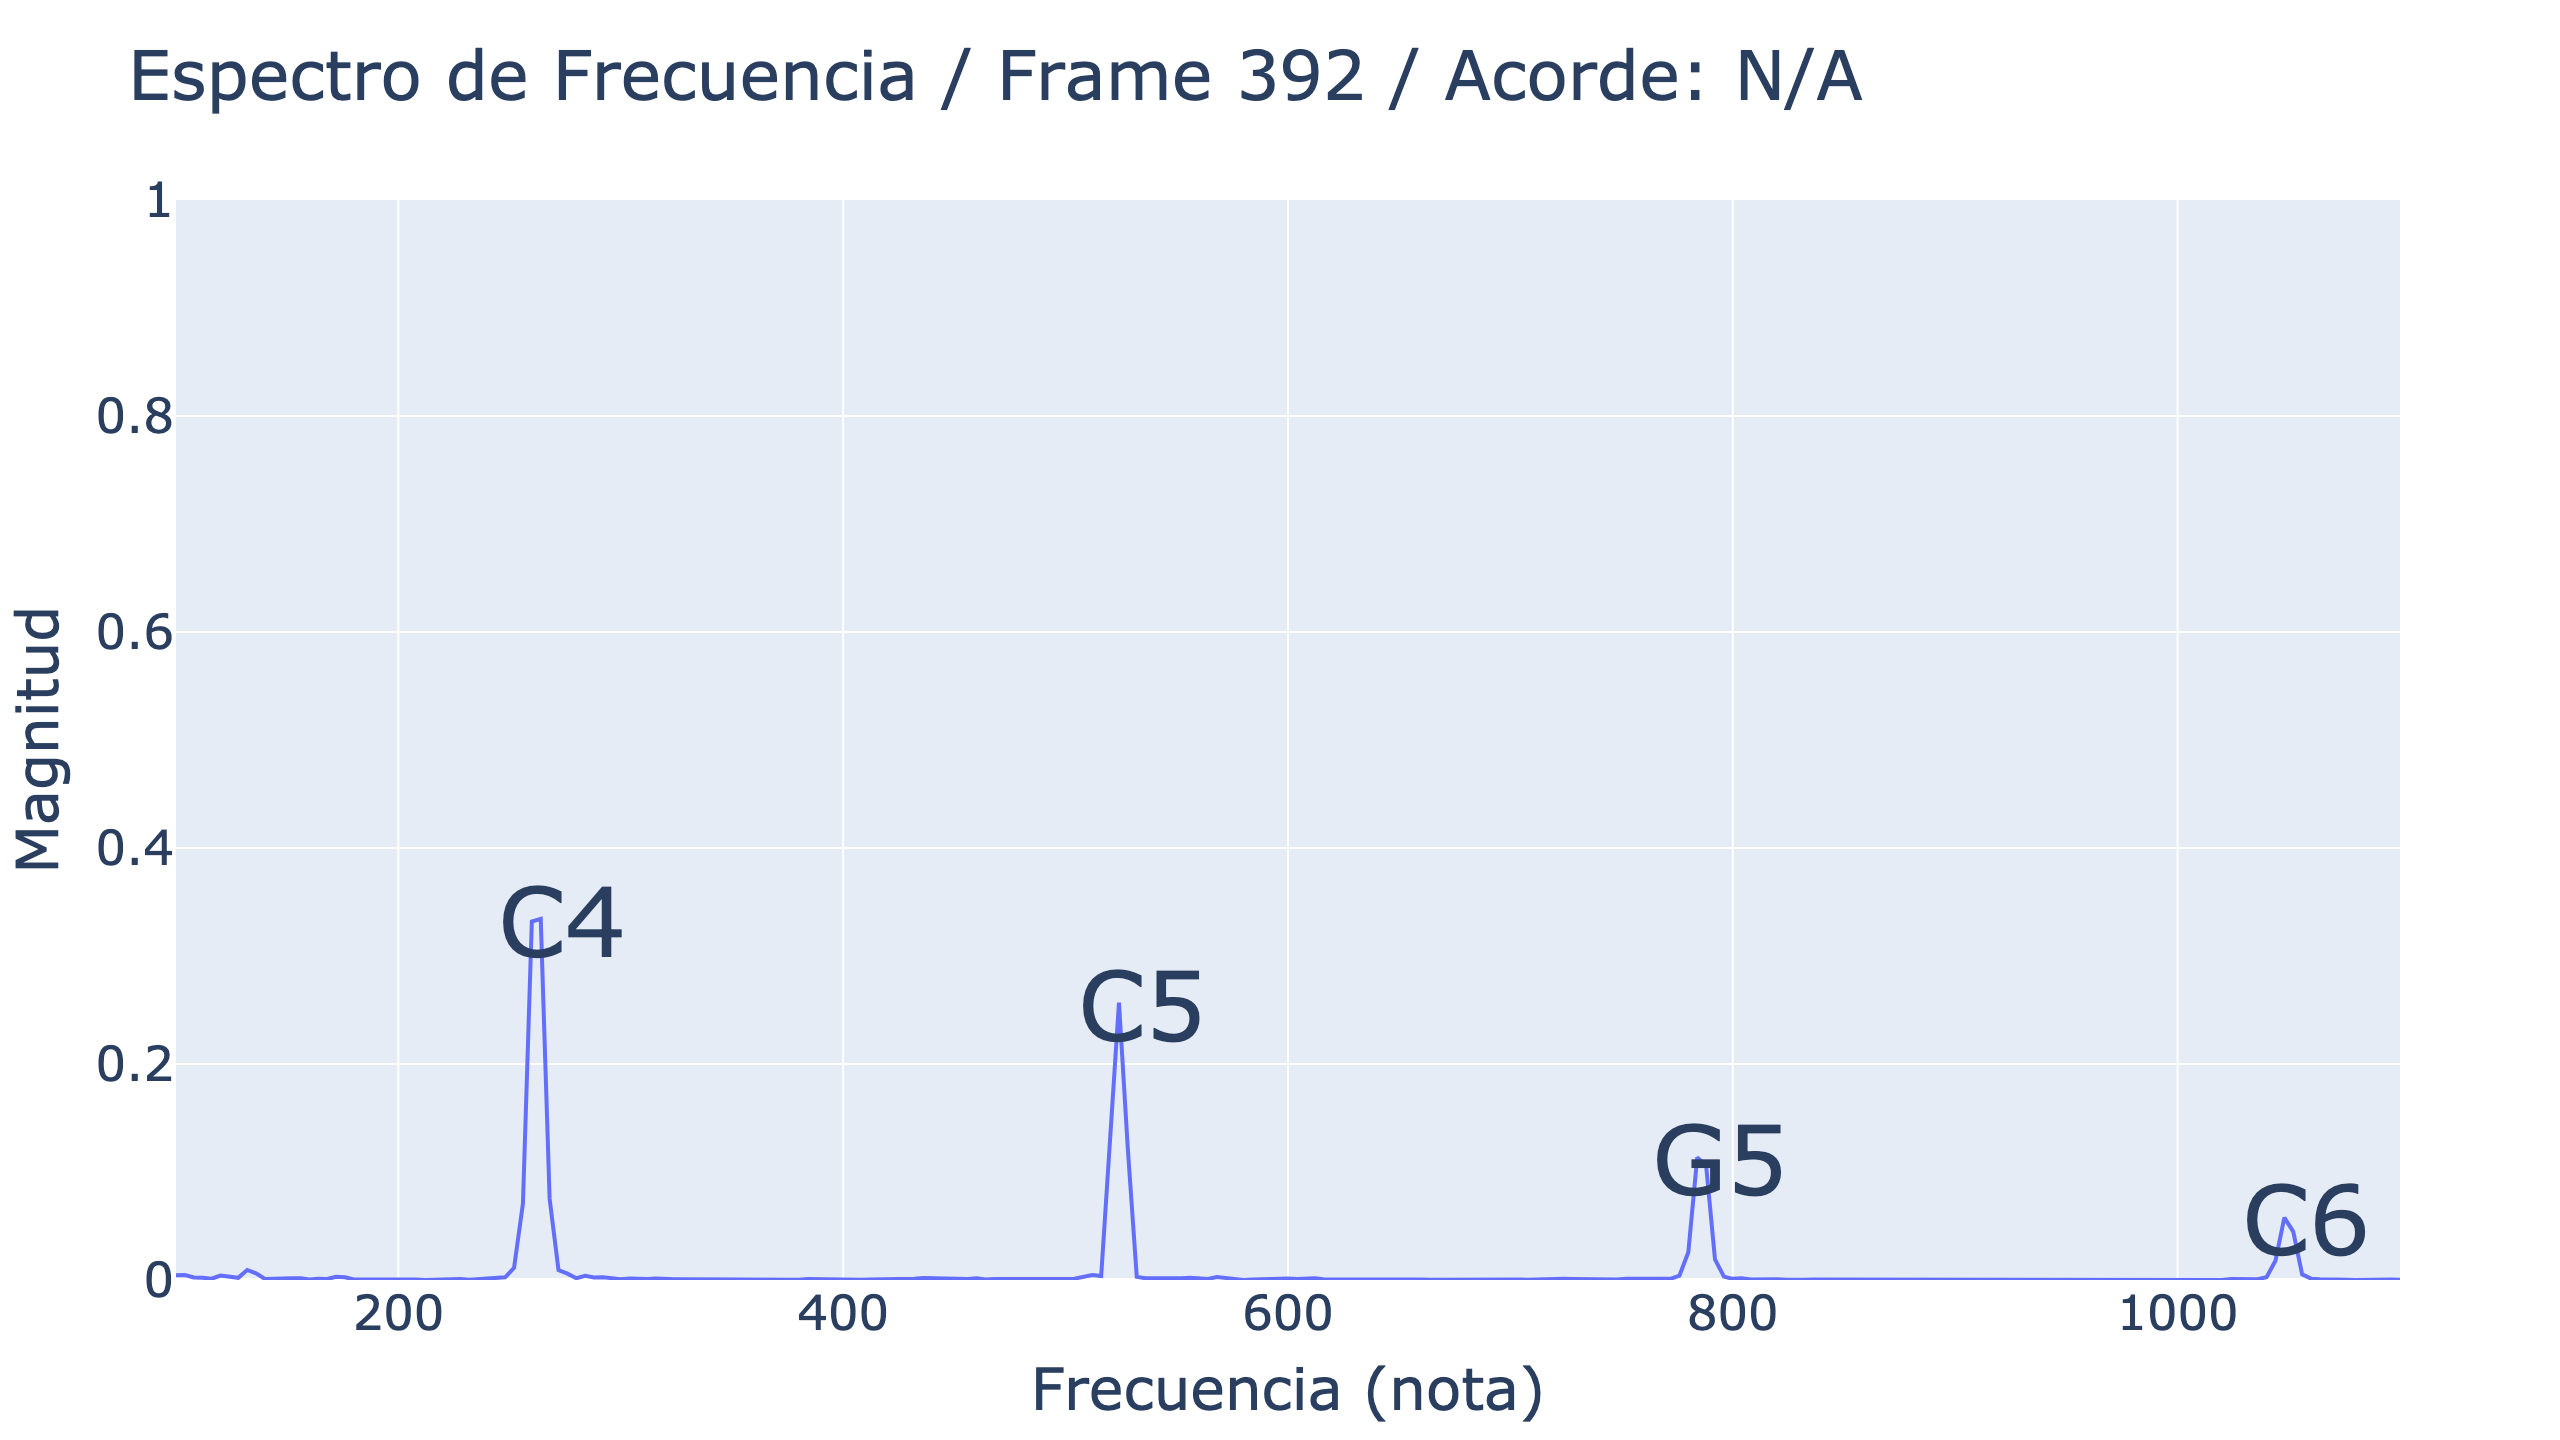 Espectro de Frecuencia / Frame 392 / Acorde: N/A
1
0.8
0.6
0.4
0.2
0
Magnitud
C4
C5
G5
C6
200
400
600
800
1000
Frecuencia (nota)